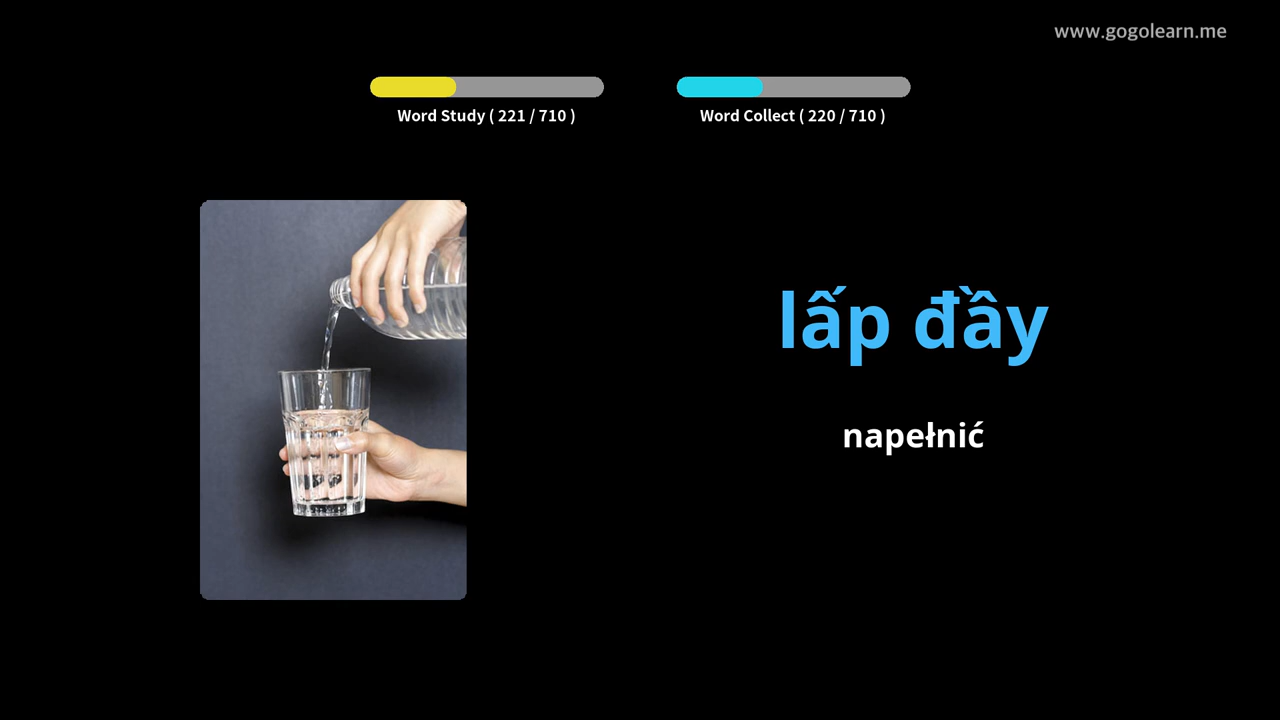 www.gogolearn.me
Word Study ( 221 / 710 )
Word Collect ( 220 / 710 )
lấp đầy
napełnić